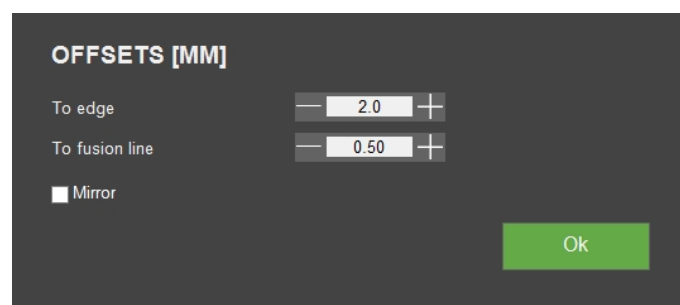 OFFSETS [MM]
To edge 2.0
To fusion line 0.50
Mirror
Ok